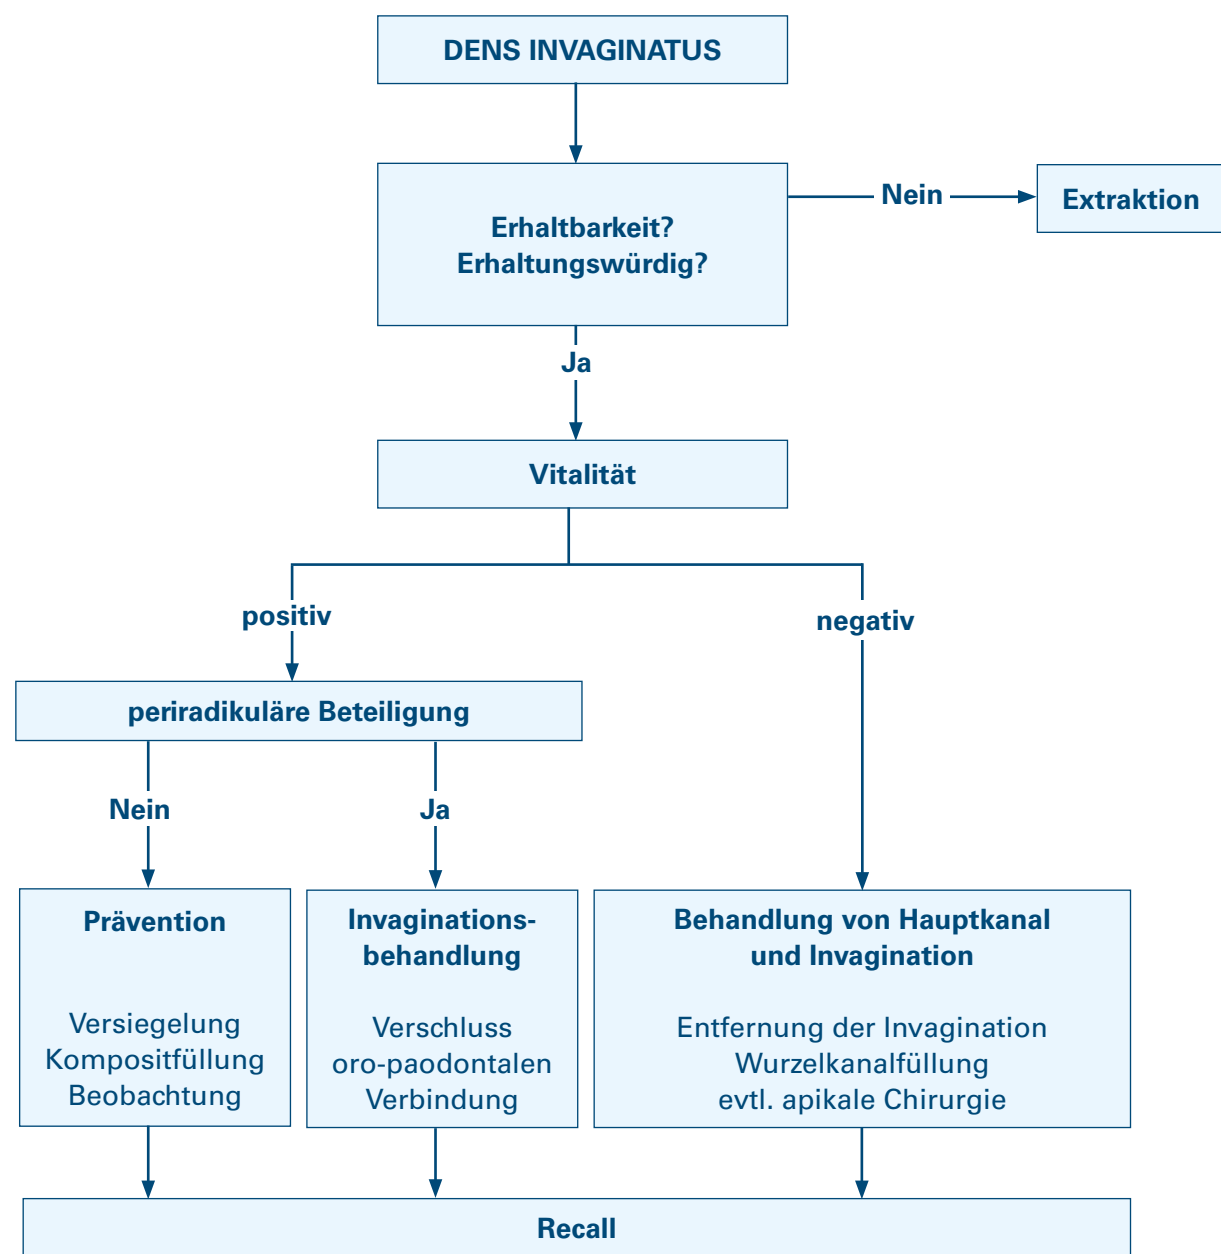 DENS INVAGINATUS
Erhaltbarkeit?
Erhaltungswürdig?
Nein
Extraktion
Ja
Vitalität
positiv
negativ
periradikuläre Beteiligung
Nein
Ja
Prävention
Versiegelung
Kompositfüllung
Beobachtung
Invaginations-
behandlung
Verschluss
oro-paodontalen
Verbindung
Behandlung von Hauptkanal
und Invagination
Entfernung der Invagination
Wurzelkanalfüllung
evtl. apikale Chirurgie
Recall